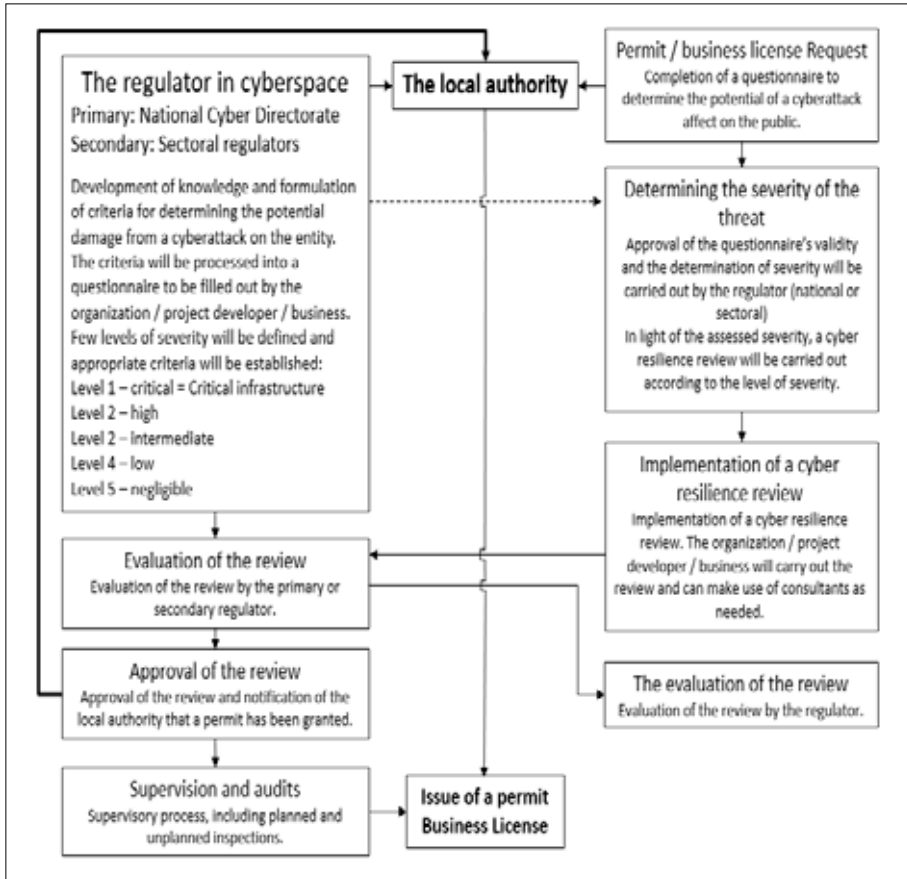 The regulator in cyberspace
Primary: National Cyber Directorate
Secondary: Sectoral regulators
Development of knowledge and formulation
of criteria for determining the potential
damage from a cyberattack on the entity.
The criteria will be processed into a
questionnaire to be filled out by the
organization / project developer / business.
Few levels of severity will be defined and
appropriate criteria will be established:
Level 1 – critical = Critical infrastructure
Level 2 – high
Level 2 – intermediate
Level 4 – low
Level 5 – negligible
The local authority
Permit / business license Request
Completion of a questionnaire to
determine the potential of a cyberattack
affect on the public.
Determining the severity of the
threat
Approval of the questionnaire's validity
and the determination of severity will be
carried out by the regulator (national or
sectoral)
In light of the assessed severity, a cyber
resilience review will be carried out
according to the level of severity.
Implementation of a cyber
resilience review
Implementation of a cyber resilience
review. The organization / project
developer / business will carry out the
review and can make use of consultants as
needed.
Evaluation of the review
Evaluation of the review by the primary or
secondary regulator.
Approval of the review
Approval of the review and notification of the
local authority that a permit has been granted.
The evaluation of the review
Evaluation of the review by the regulator.
Supervision and audits
Supervisory process, including planned and
unplanned inspections.
Issue of a permit
Business License